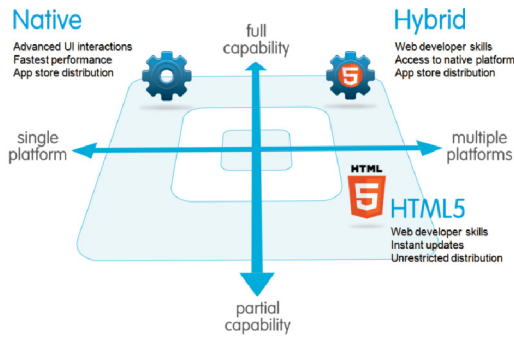 Native
Advanced UI interactions
Fastest performance
App store distribution
full
capability
Hybrid
Web developer skills
Access to native platform
App store distribution
5
single
platform
multiple
platforms
HTML
5
HTML5
Web developer skills
Instant updates
Unrestricted distribution
partial
capability